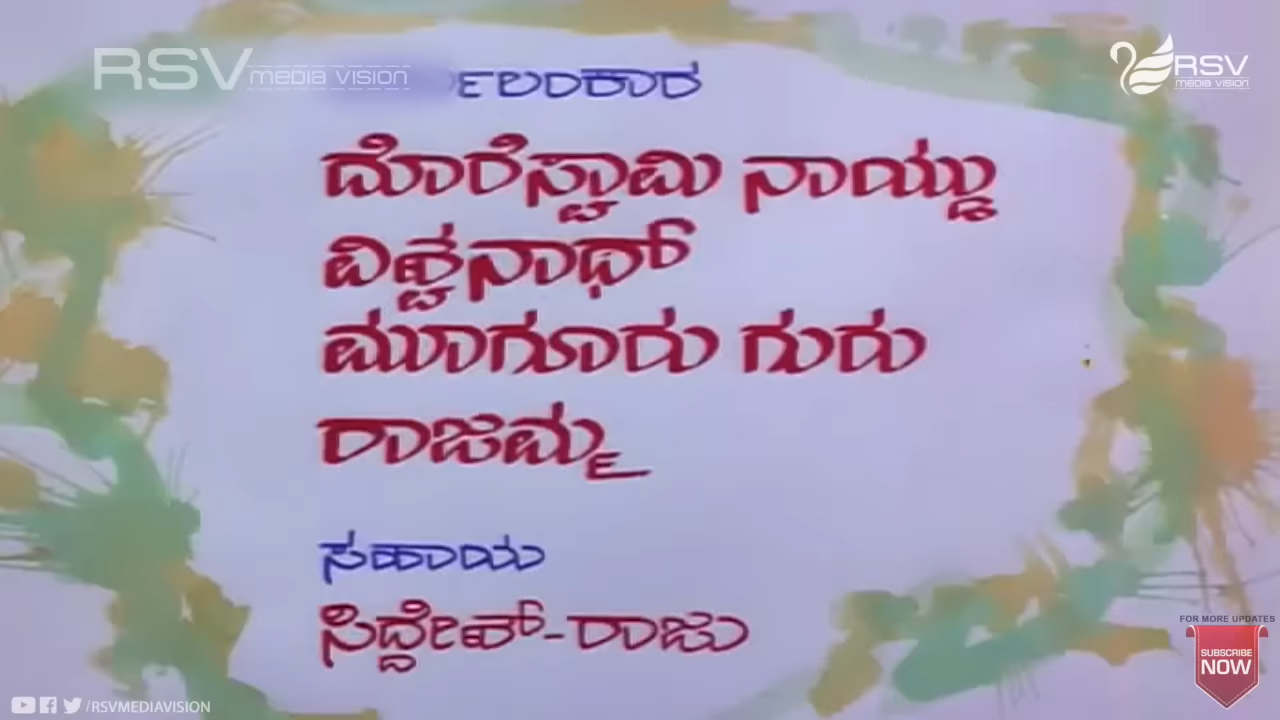 RSV media vision
RSV
media vision
ದೊರೆಸ್ವಾಮಿ ನಾಯ್ಡು
ವಿಶ್ವನಾಥ್
ಮೂಗೂರು ಗುರು
ರಾಜಮ್ಮ
ಸಹಾಯ
ಸಿದ್ದೇಶ್-ರಾಜು
FOR MORE UPDATES
SUBSCRIBE
NOW
/RSVMEDIAVISION